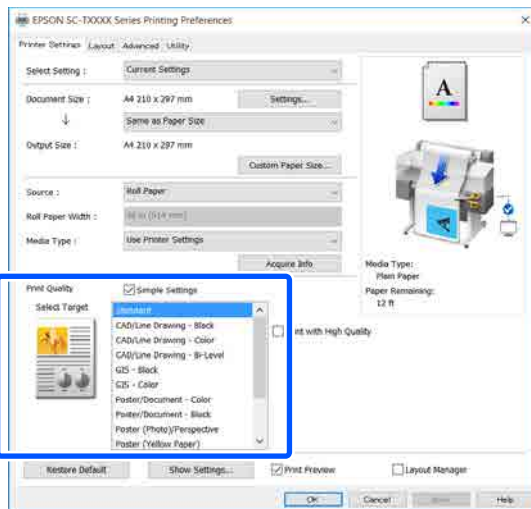 EPSON SC-TXXXX Series Printing Preferences
Printer Settings Layout Advanced Utility
Select Setting : Current Settings
Document Size : A4 210 x 297 mm Settings...
Same as Paper Size
Output Size : A4 210 x 297 mm
Custom Paper Size...
Source : Roll Paper
Roll Paper Width :
Media Type : Use Printer Settings
Acquire Info
A
Media Type:
Plain Paper
Paper Remaining:
12 ft
Print Quality Simple Settings
Select Target
Standard
CAD/Line Drawing - Black
CAD/Line Drawing - Color
CAD/Line Drawing - Bi-Level
GIS - Black
GIS - Color
Poster/Document - Color
Poster/Document - Black
Poster (Photo)/Perspective
Poster (Yellow Paper)
int with High Quality
Restore Default Show Settings... Print Preview Layout Manager
OK Cancel Help